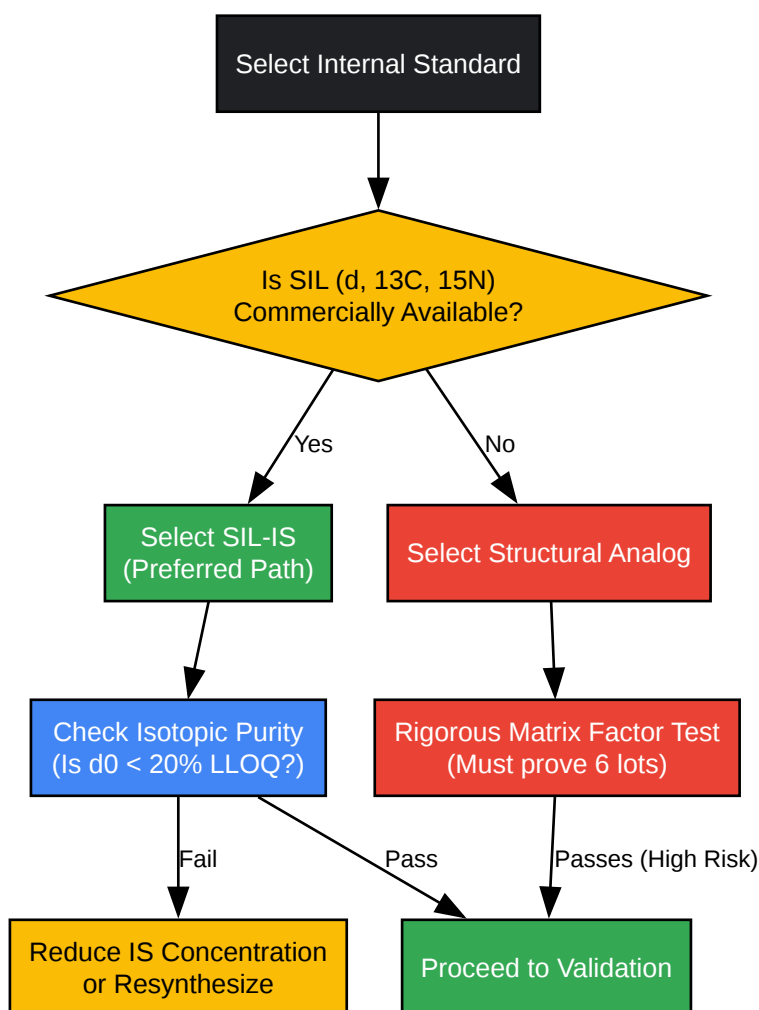 Select Internal Standard
Is SIL (d, 13C, 15N)
Commercially Available?
Yes
No
Select SIL-IS
(Preferred Path)
Select Structural Analog
Check Isotopic Purity
(Is d0 < 20% LLOQ?)
Rigorous Matrix Factor Test
(Must prove 6 lots)
Fail
Pass
Passes (High Risk)
Reduce IS Concentration
or Resynthesize
Proceed to Validation